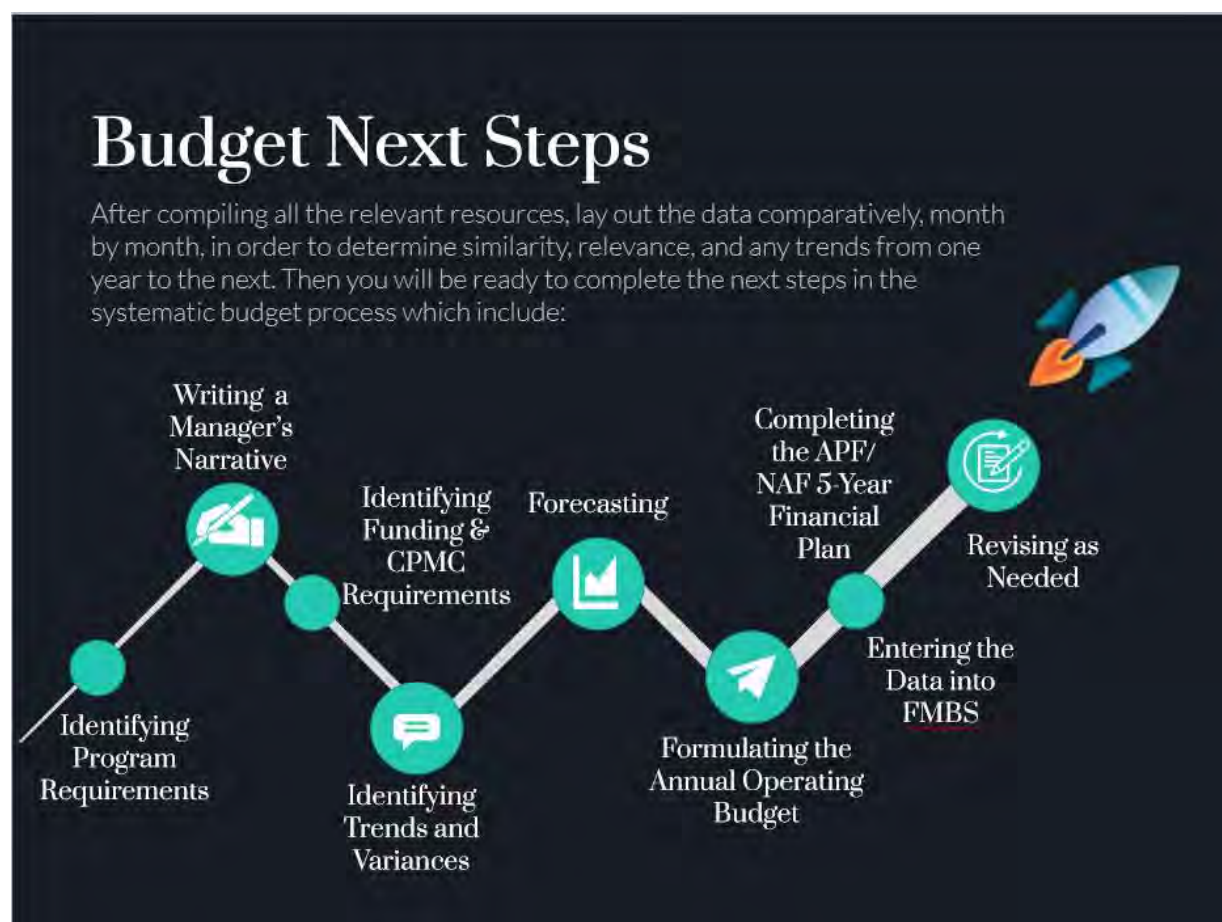 Budget Next Steps
After compiling all the relevant resources, lay out the data comparatively, month
by month, in order to determine similarity, relevance, and any trends from one
year to the next. Then you will be ready to complete the next steps in the
systematic budget process which include:
Identifying
Program
Requirements
Writing a
Manager's
Narrative
Identifying
Funding &
CPMC
Requirements
Identifying
Trends and
Variances
Forecasting
Formulating the
Annual Operating
Budget
Completing
the APF/
NAF 5-Year
Financial
Plan
Entering the
Data into
FMBS
Revising as
Needed